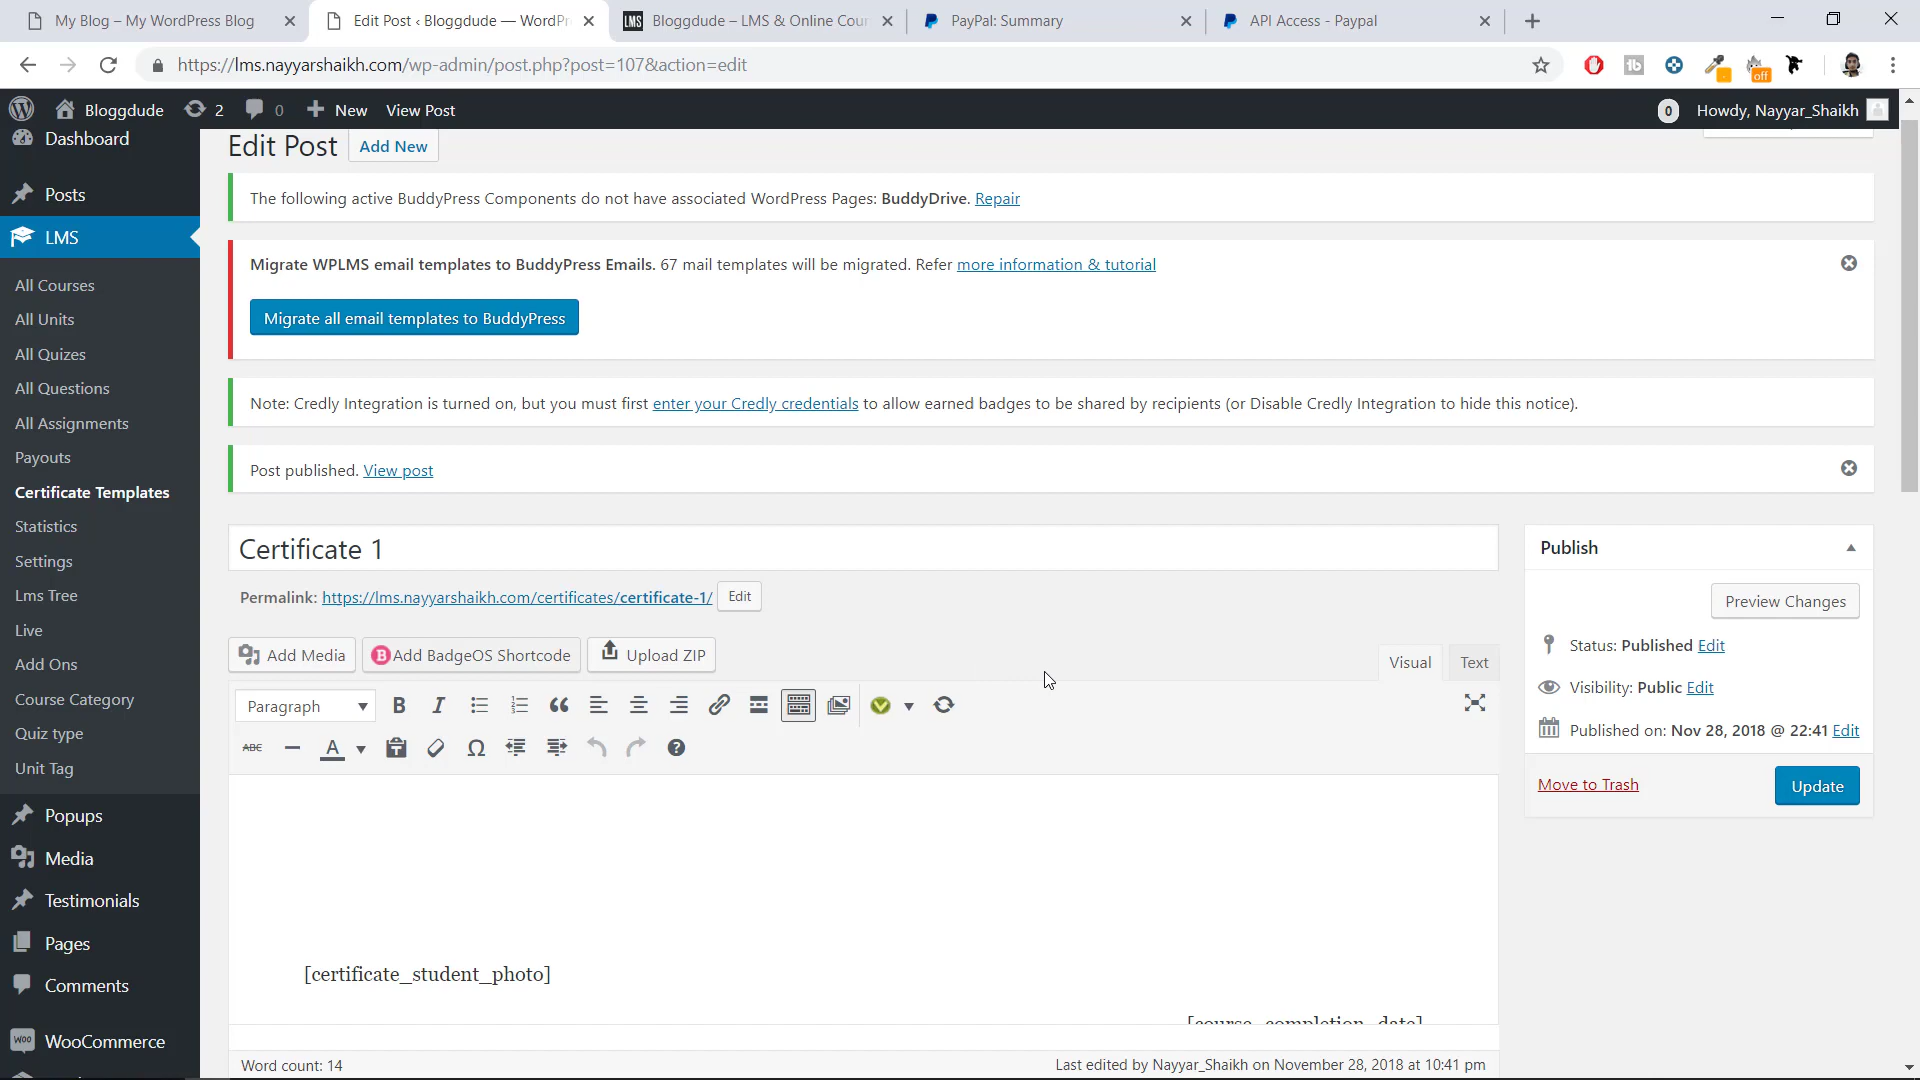 My Blog – My WordPress Blog
Edit Post ‹ Bloggdude — WordPr
LMS Bloggdude – LMS & Online Cour
PayPal: Summary
API Access - Paypal
https://lms.nayyarshaikh.com/wp-admin/post.php?post=107&action=edit
off
Bloggdude 2 0 New View Post
0 Howdy, Nayyar_Shaikh
Dashboard
Posts
LMS
All Courses
All Units
All Quizes
All Questions
All Assignments
Payouts
Certificate Templates
Statistics
Settings
Lms Tree
Live
Add Ons
Course Category
Quiz type
Unit Tag
Popups
Media
Testimonials
Pages
Comments
WOO WooCommerce
Edit Post Add New
The following active BuddyPress Components do not have associated WordPress Pages: BuddyDrive. Repair
Migrate WPLMS email templates to BuddyPress Emails. 67 mail templates will be migrated. Refer more information & tutorial
Migrate all email templates to BuddyPress
Note: Credly Integration is turned on, but you must first enter your Credly credentials to allow earned badges to be shared by recipients (or Disable Credly Integration to hide this notice).
Post published. View post
Certificate 1
Permalink: https://lms.nayyarshaikh.com/certificates/certificate-1/ Edit
Add Media
B Add BadgeOS Shortcode
Upload ZIP
Visual Text
Paragraph B I
ABC A Ω
[certificate_student_photo]
[course_completion_date]
Word count: 14
Last edited by Nayyar_Shaikh on November 28, 2018 at 10:41 pm
Publish
Preview Changes
Status: Published Edit
Visibility: Public Edit
Published on: Nov 28, 2018 @ 22:41 Edit
Move to Trash
Update